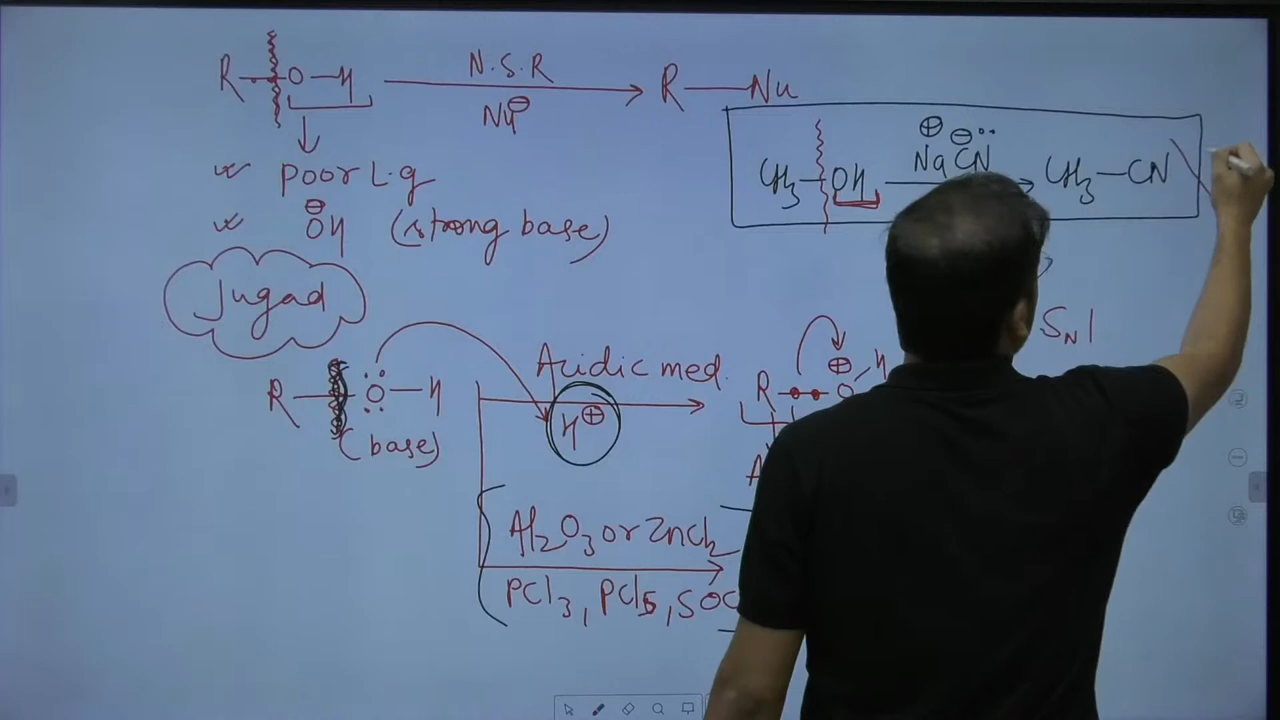 R—O—H N.S.R R—Nu
Nu⊖
⊕ ⊖
CH3—OH NaCN CH3—CN
Poor L.g
⊖
OH (strong base)
Jugad
SN1
R—O—H Acidic med. R O H
(base) H⊕
Al2O3 or ZnCl2
PCl3, PCl5,